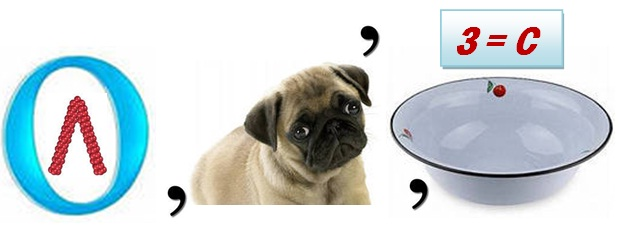 3 = С
О
Л
,
’
,